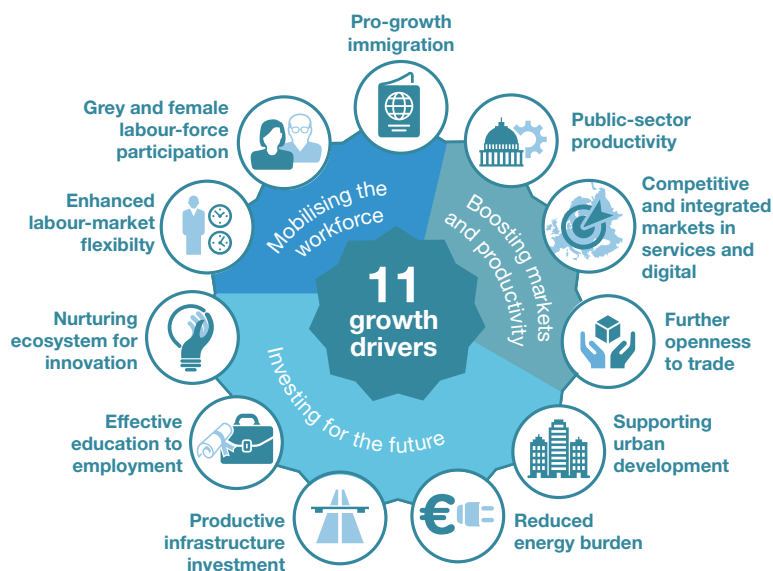 Pro-growth
immigration
Public-sector
productivity
Competitive
and integrated
markets in
services and
digital
Further
openness
to trade
Supporting
urban
development
Reduced
energy burden
Productive
infrastructure
investment
Effective
education to
employment
Nurturing
ecosystem for
innovation
Enhanced
labour-market
flexibilty
Grey and female
labour-force
participation
Mobilising the
workforce
Boosting markets
and productivity
Investing for the future
11
growth
drivers
€